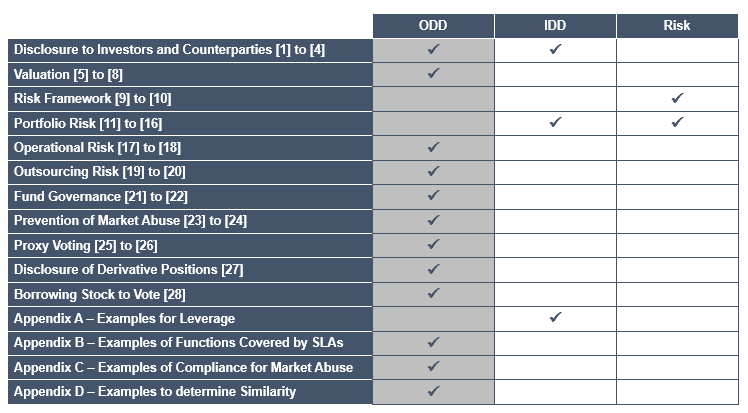 ODD IDD Risk
Disclosure to Investors and Counterparties [1] to [4] ✓ ✓
Valuation [5] to [8] ✓
Risk Framework [9] to [10] ✓
Portfolio Risk [11] to [16] ✓ ✓
Operational Risk [17] to [18] ✓
Outsourcing Risk [19] to [20] ✓
Fund Governance [21] to [22] ✓
Prevention of Market Abuse [23] to [24] ✓
Proxy Voting [25] to [26] ✓
Disclosure of Derivative Positions [27] ✓
Borrowing Stock to Vote [28] ✓
Appendix A – Examples for Leverage ✓
Appendix B – Examples of Functions Covered by SLAs ✓
Appendix C – Examples of Compliance for Market Abuse ✓
Appendix D – Examples to determine Similarity ✓